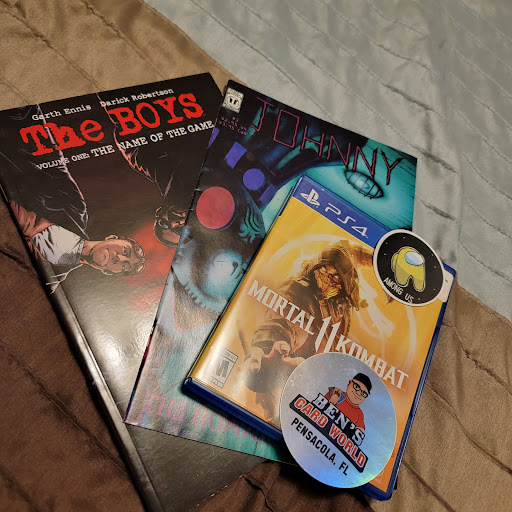 Garth Ennis Darick Robertson
The BOYS
VOLUME ONE: THE NAME OF THE GAME
JOHNNY
PS4
MORTAL 11 KOMBAT
AMONG US
BEN'S
CARD WORLD
PENSACOLA, FL